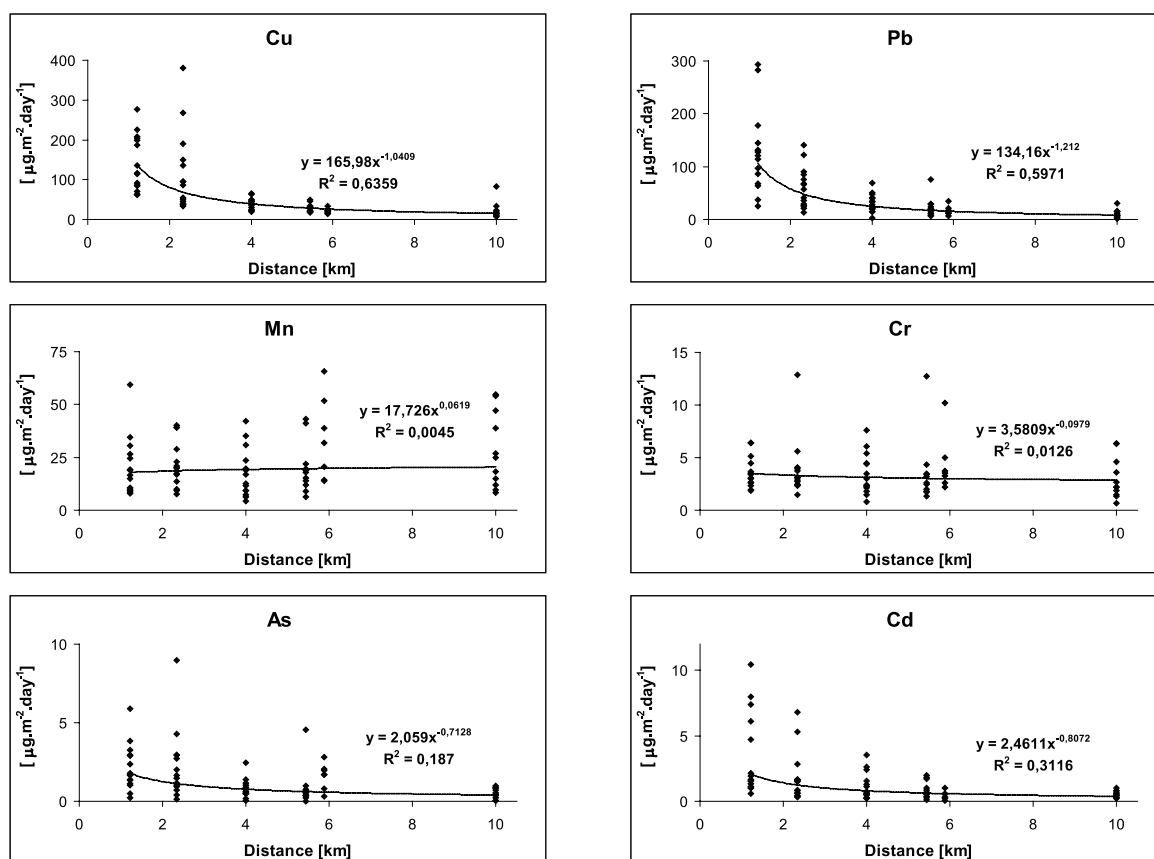 Cu
[ µg.m⁻².day⁻¹]
400
300
200
100
0
y = 165,98x⁻¹,⁰⁴⁰⁹
R² = 0,6359
0 2 4 6 8 10
Distance [km]
Pb
[ µg.m⁻².day⁻¹]
300
200
100
0
y = 134,16x⁻¹,²¹²
R² = 0,5971
0 2 4 6 8 10
Distance [km]
Mn
[ µg.m⁻².day⁻¹]
75
50
25
0
y = 17,726x⁰,⁰⁶¹⁹
R² = 0,0045
0 2 4 6 8 10
Distance [km]
Cr
[ µg.m⁻².day⁻¹]
15
10
5
0
y = 3,5809x⁻⁰,⁰⁹⁷⁹
R² = 0,0126
0 2 4 6 8 10
Distance [km]
As
[ µg.m⁻².day⁻¹]
10
5
0
y = 2,059x⁻⁰,⁷¹²⁸
R² = 0,187
0 2 4 6 8 10
Distance [km]
Cd
[ µg.m⁻².day⁻¹]
10
5
0
y = 2,4611x⁻⁰,⁸⁰⁷²
R² = 0,3116
0 2 4 6 8 10
Distance [km]